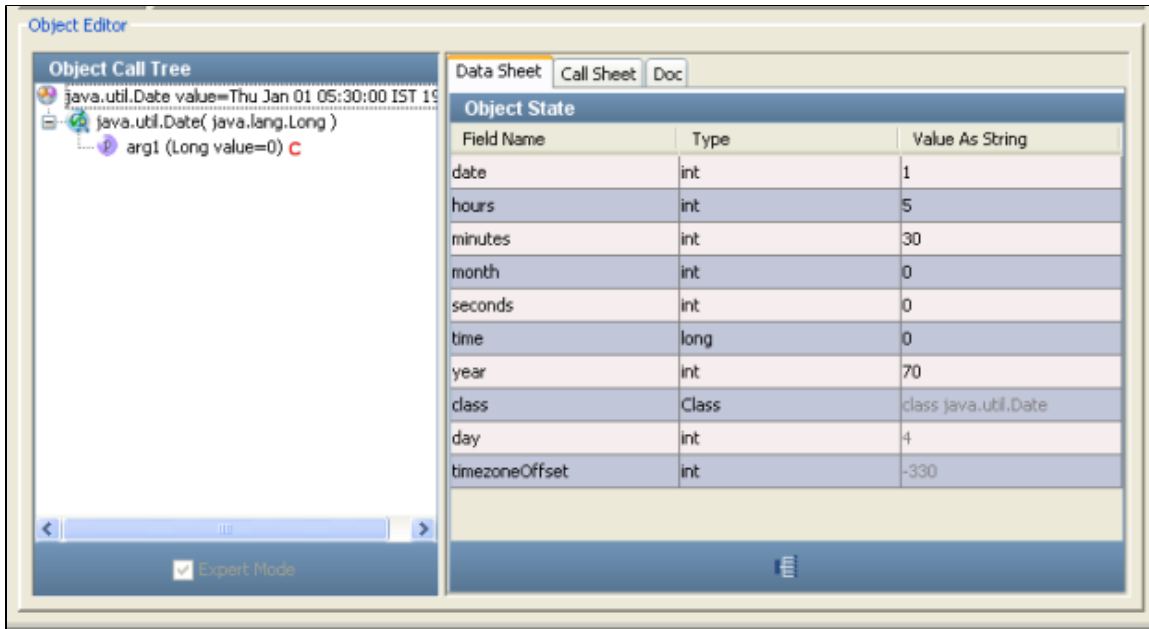 Object Editor
Object Call Tree
java.util.Date value=Thu Jan 01 05:30:00 IST 19
java.util.Date( java.lang.Long )
P arg1 (Long value=0) C
Expert Mode
Data Sheet Call Sheet Doc
Object State
Field Name Type Value As String
date int 1
hours int 5
minutes int 30
month int 0
seconds int 0
time long 0
year int 70
class Class class java.util.Date
day int 4
timezoneOffset int -330